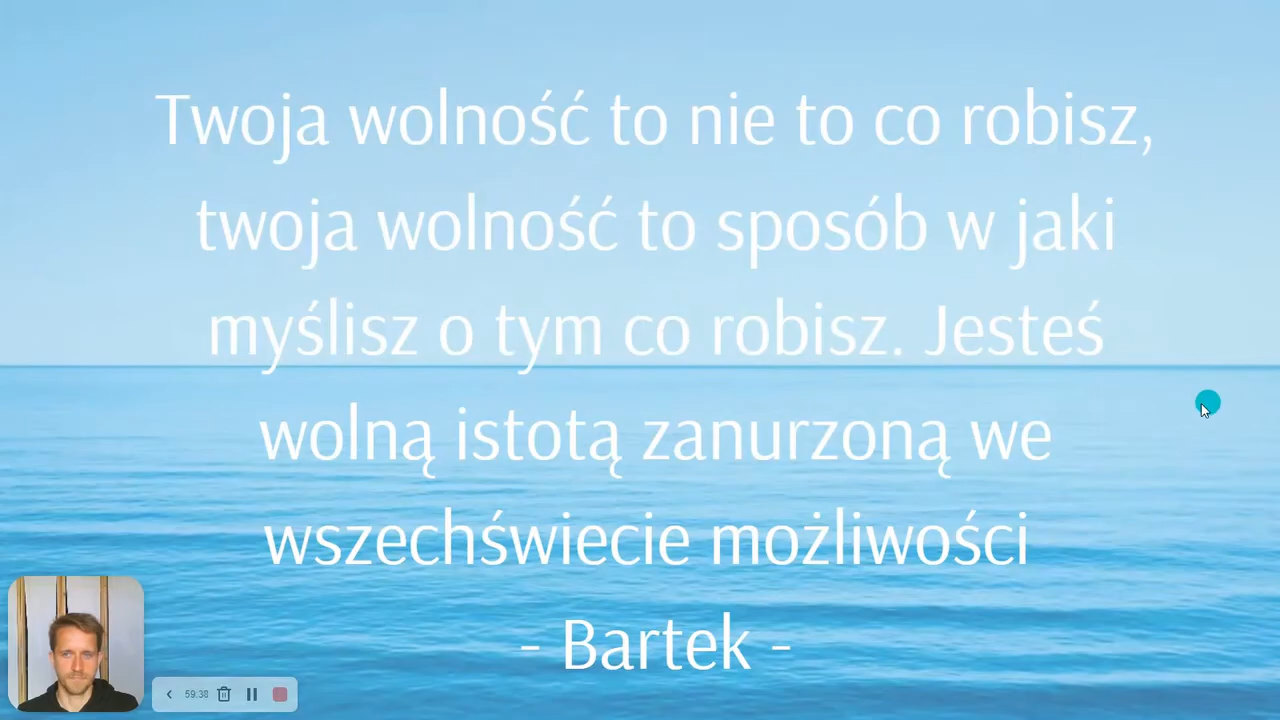 Twoja wolność to nie to co robisz,
twoja wolność to sposób w jaki
myślisz o tym co robisz. Jesteś
wolną istotą zanurzoną we
wszechświecie możliwości
- Bartek -
59:38